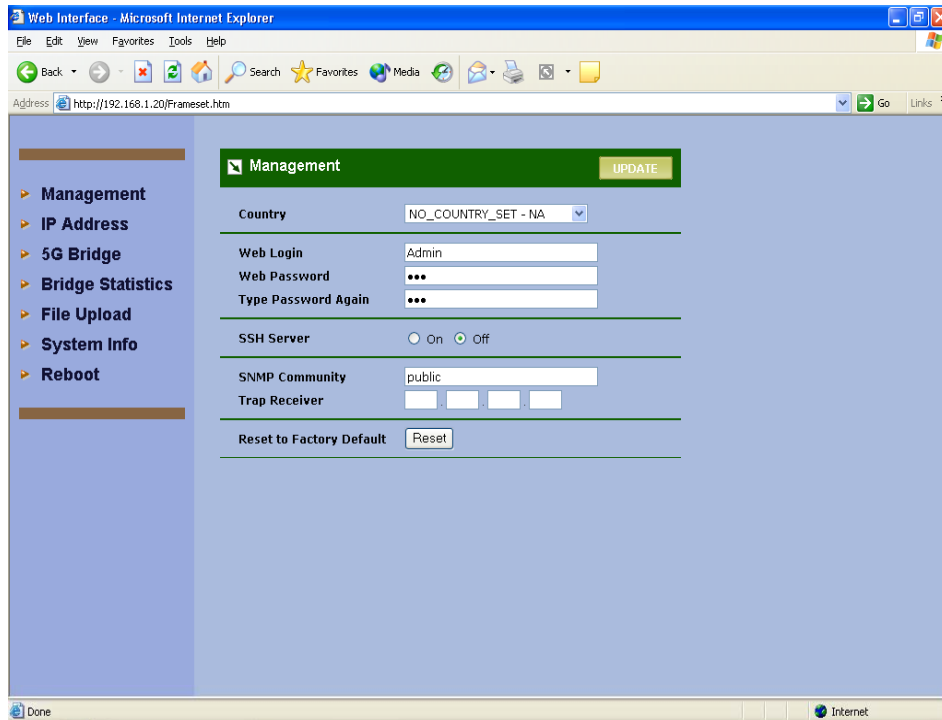 Web Interface - Microsoft Internet Explorer
File Edit View Favorites Tools Help
Back Search Favorites Media
Address http://192.168.1.20/Frameset.htm Go Links
Management
IP Address
5G Bridge
Bridge Statistics
File Upload
System Info
Reboot
Management UPDATE
Country NO_COUNTRY_SET - NA
Web Login Admin
Web Password •••
Type Password Again •••
SSH Server On Off
SNMP Community public
Trap Receiver . . .
Reset to Factory Default Reset
Done Internet